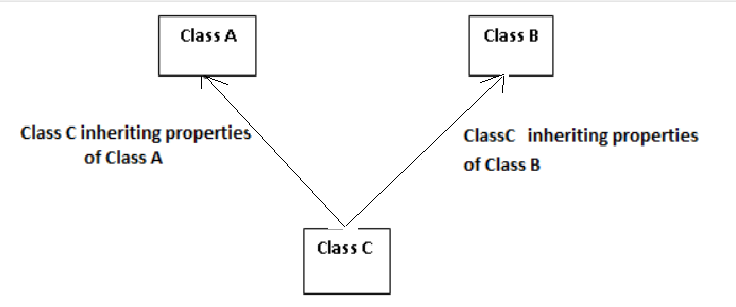 Class A
Class B
Class C inheriting properties
of Class A
ClassC inheriting properties
of Class B
Class C